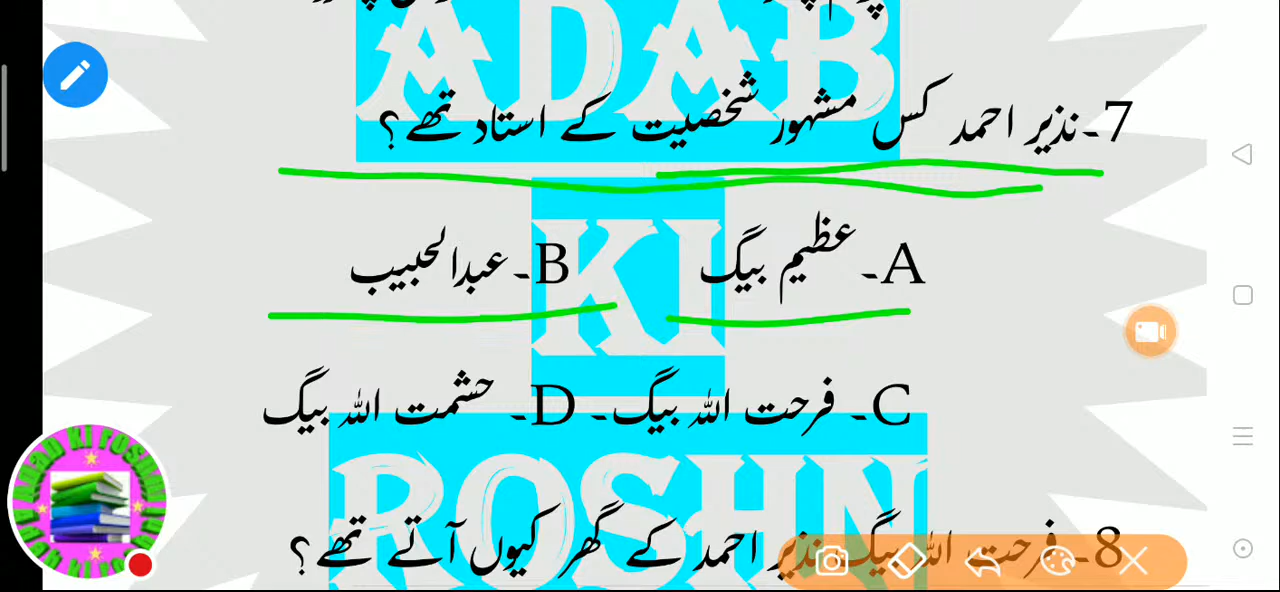 ADAB
7۔نذیر احمد کس مشہور شخصیت کے استاد تھے؟
KI
A۔ عظیم بیگ B۔عبدالحبیب
C۔ فرحت اللہ بیگ۔ D۔ حشمت اللہ بیگ
ROSHN
8۔فرحت اللہ بیگ نذیر احمد کے گھر کیوں آتے تھے؟